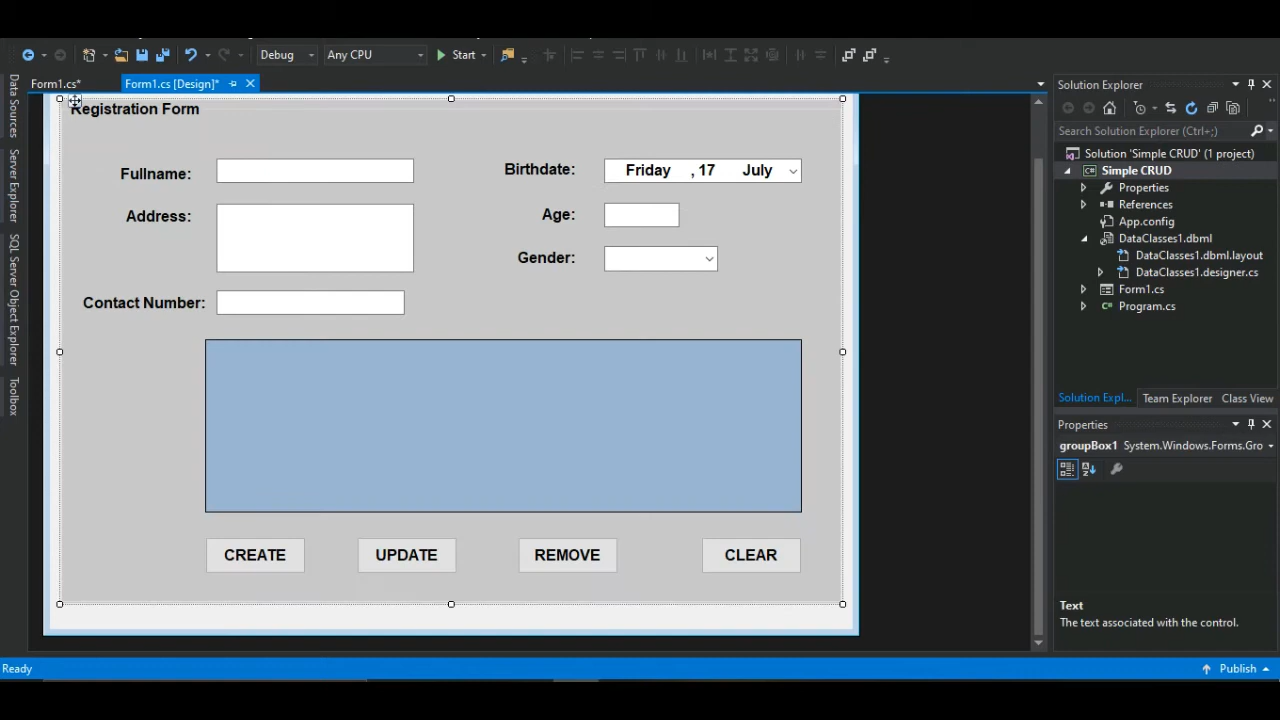 Debug Any CPU Start
Form1.cs* Form1.cs [Design]*
Data Sources
Server Explorer
SQL Server Object Explorer
Toolbox
Registration Form
Fullname:
Address:
Contact Number:
Birthdate: Friday , 17 July
Age:
Gender:
CREATE UPDATE REMOVE CLEAR
Solution Explorer
Search Solution Explorer (Ctrl+;)
Solution 'Simple CRUD' (1 project)
C# Simple CRUD
Properties
References
App.config
DataClasses1.dbml
DataClasses1.dbml.layout
DataClasses1.designer.cs
Form1.cs
C# Program.cs
Solution Expl... Team Explorer Class View
Properties
groupBox1 System.Windows.Forms.Gro
Text
The text associated with the control.
Ready
Publish